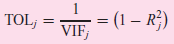 TOL_j = 1 / VIF_j = (1 − R_j^2)